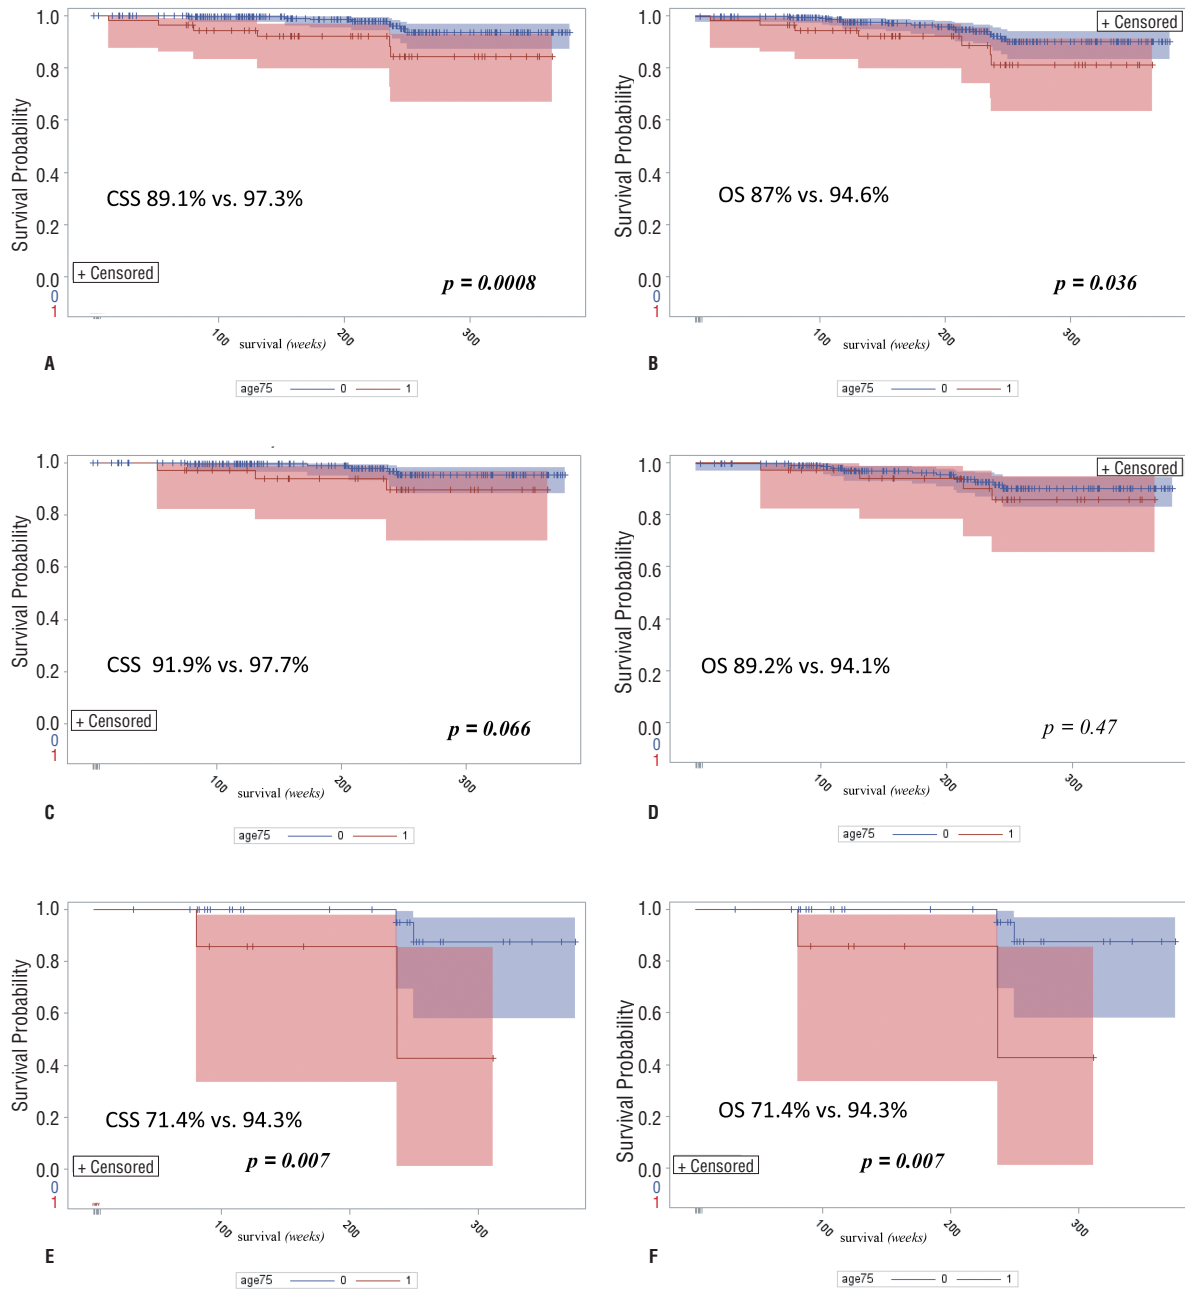 1.0
0.8
0.6
0.4
0.2
0.0
0
1
Survival Probability
CSS 89.1% vs. 97.3%
+ Censored
p = 0.0008
100
200
300
survival (weeks)
A
age75 0 1
1.0
0.8
0.6
0.4
0.2
0.0
0
1
Survival Probability
+ Censored
OS 87% vs. 94.6%
p = 0.036
100
200
300
survival (weeks)
B
age75 0 1
1.0
0.8
0.6
0.4
0.2
0.0
0
1
Survival Probability
CSS 91.9% vs. 97.7%
+ Censored
p = 0.066
100
200
300
survival (weeks)
C
age75 0 1
1.0
0.8
0.6
0.4
0.2
0.0
0
1
Survival Probability
+ Censored
OS 89.2% vs. 94.1%
p = 0.47
100
200
300
survival (weeks)
D
age75 0 1
1.0
0.8
0.6
0.4
0.2
0.0
0
1
Survival Probability
CSS 71.4% vs. 94.3%
p = 0.007
+ Censored
100
200
300
survival (weeks)
E
age75 0 1
1.0
0.8
0.6
0.4
0.2
0.0
0
1
Survival Probability
OS 71.4% vs. 94.3%
p = 0.007
+ Censored
100
200
300
survival (weeks)
F
age75 0 1